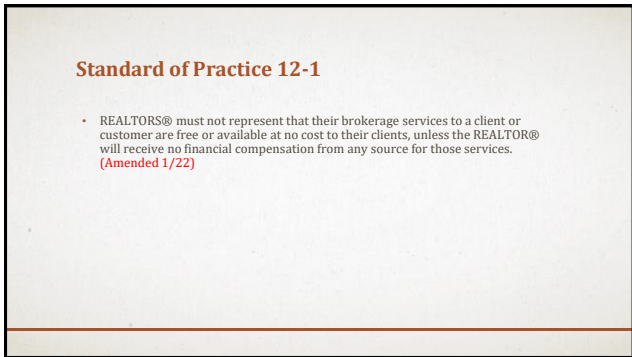 Standard of Practice 12-1
• REALTORS® must not represent that their brokerage services to a client or
customer are free or available at no cost to their clients, unless the REALTOR®
will receive no financial compensation from any source for those services.
(Amended 1/22)